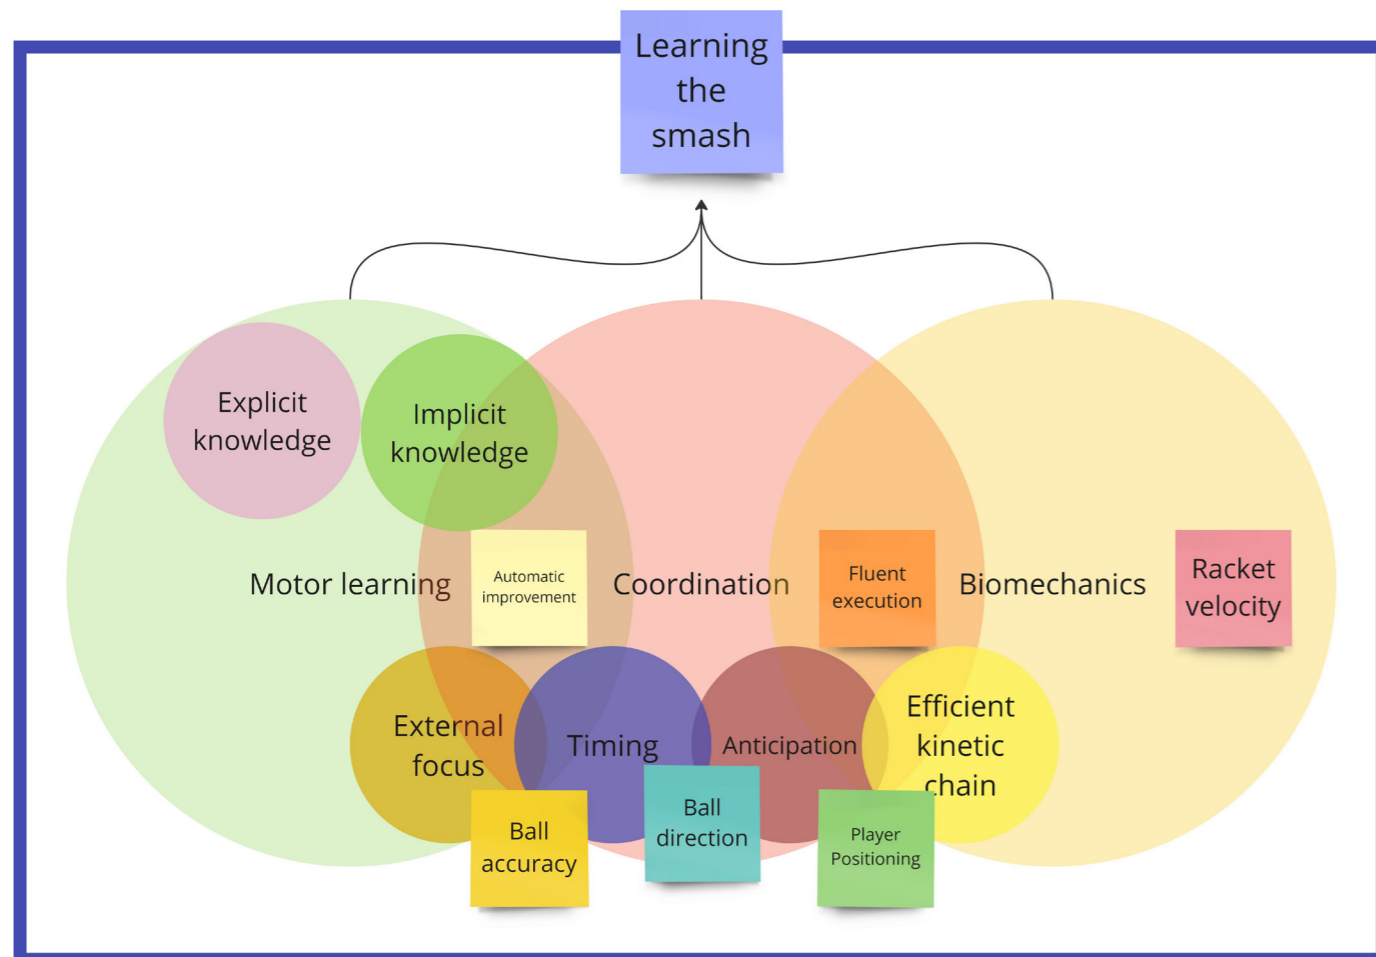 Learning
the
smash
Explicit
knowledge
Implicit
knowledge
Motor learning
Automatic
improvement
Coordination
Fluent
execution
Biomechanics
Racket
velocity
External
focus
Timing
Anticipation
Efficient
kinetic
chain
Ball
accuracy
Ball
direction
Player
Positioning